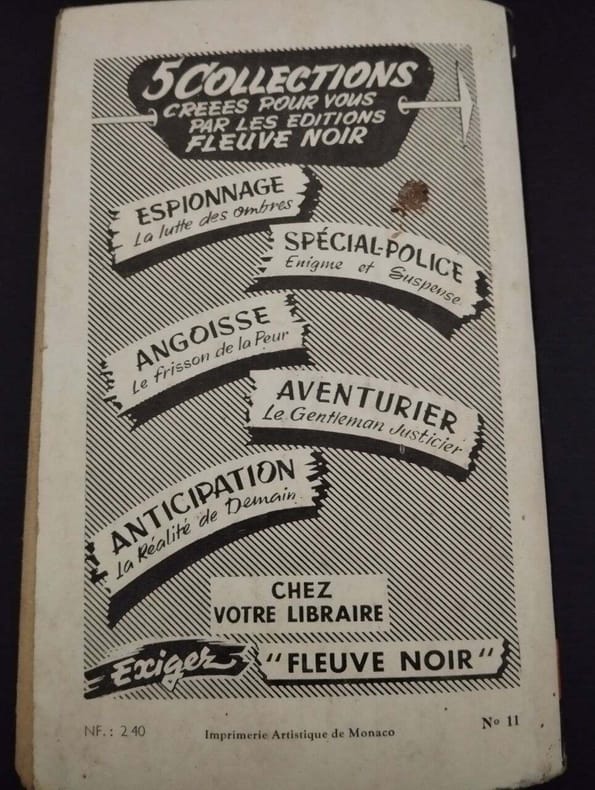 5 COLLECTIONS
CREEES POUR VOUS
PAR LES EDITIONS
FLEUVE NOIR
ESPIONNAGE
La lutte des ombres
SPÉCIAL-POLICE
Enigme et Suspense
ANGOISSE
Le frisson de la Peur
AVENTURIER
Le Gentleman Justicier
ANTICIPATION
La Réalité de Demain
CHEZ
VOTRE LIBRAIRE
Exigez "FLEUVE NOIR"
NF. : 2 40 Imprimerie Artistique de Monaco No 11